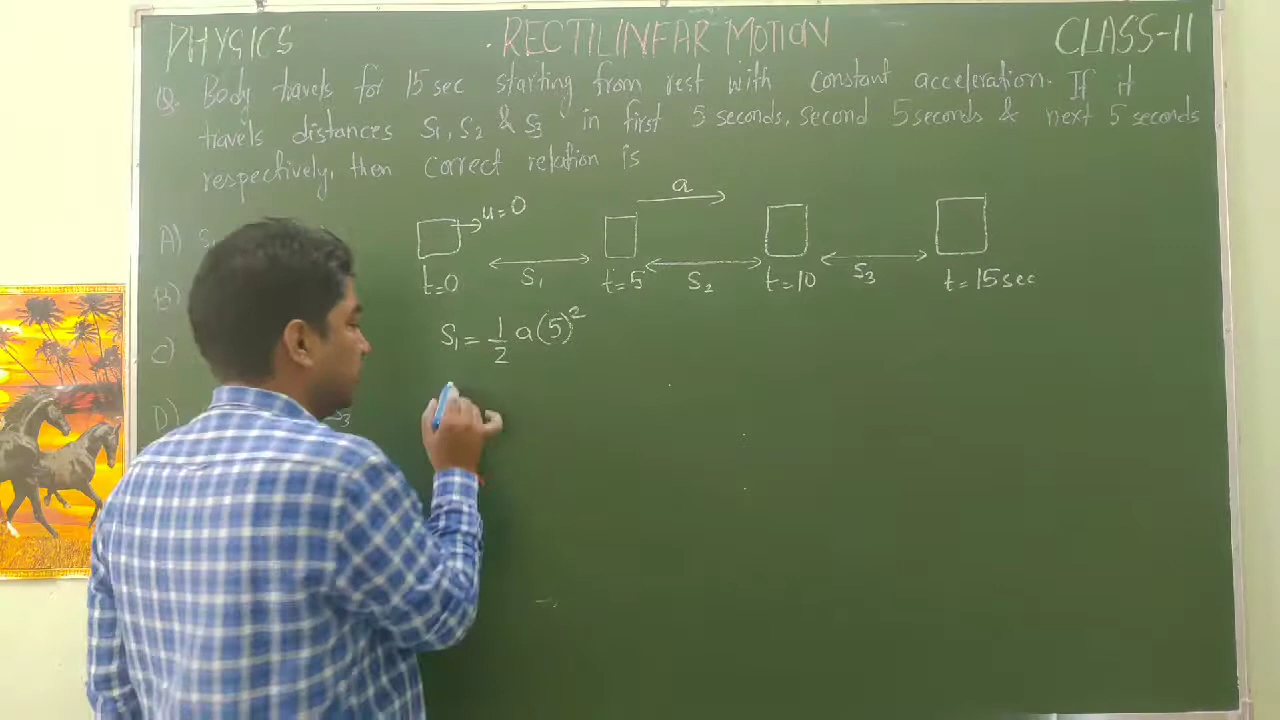 PHYSICS RECTILINEAR MOTION CLASS-11
Q. Body travels for 15 sec starting from rest with constant acceleration. If it
travels distances S₁, S₂ & S₃ in first 5 seconds, second 5 seconds & next 5 seconds
respectively, then correct relation is
a
A) S₁
u=0
t=0 S₁ t=5 S₂ t=10 S₃ t=15sec
B)
S₁ = 1/2 a(5)²
C)
D)